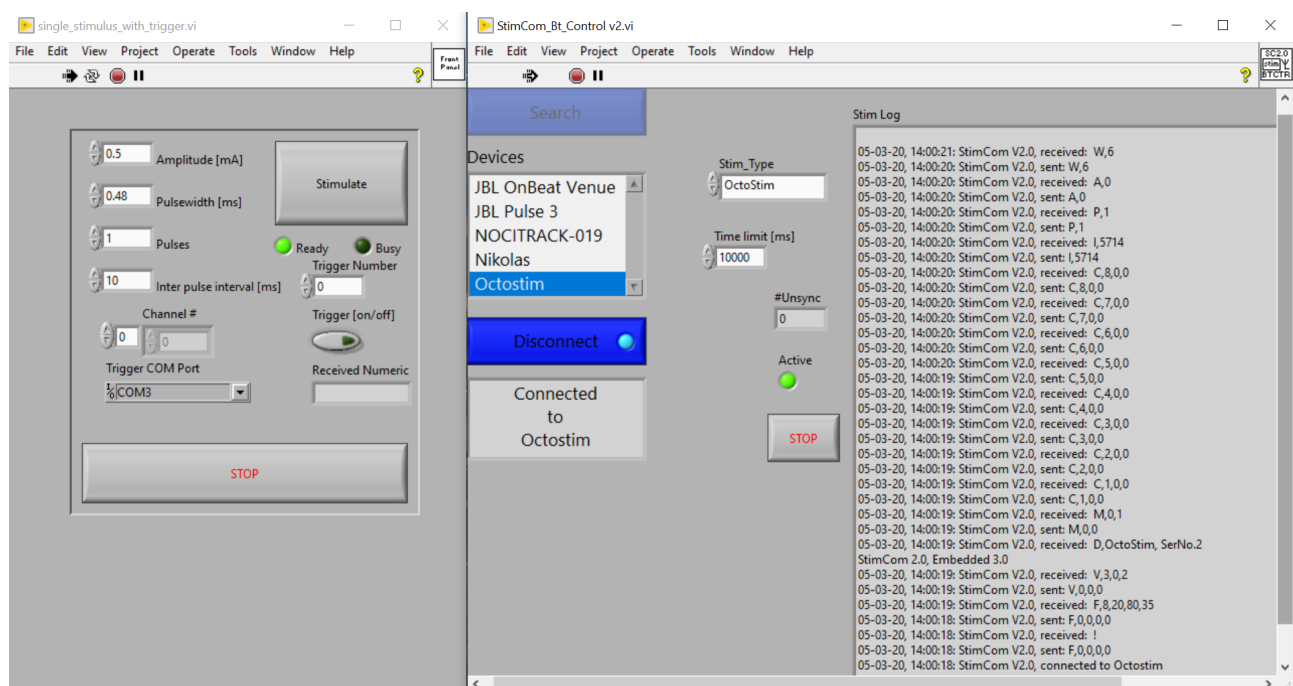 single_stimulus_with_trigger.vi
File Edit View Project Operate Tools Window Help
Front
Panel
0.5 Amplitude [mA]
0.48 Pulsewidth [ms]
1 Pulses
10 Inter pulse interval [ms]
Stimulate
Ready Busy
Trigger Number
0
Channel #
0 0
Trigger [on/off]
Trigger COM Port
COM3
Received Numeric
STOP
StimCom_Bt_Control v2.vi
File Edit View Project Operate Tools Window Help
SC2.0
stim
BTCTR
Search
Devices
JBL OnBeat Venue
JBL Pulse 3
NOCITRACK-019
Nikolas
Octostim
Disconnect
Connected
to
Octostim
Stim_Type
OctoStim
Time limit [ms]
10000
#Unsync
0
Active
STOP
Stim Log
05-03-20, 14:00:21: StimCom V2.0, received: W,6
05-03-20, 14:00:20: StimCom V2.0, sent: W,6
05-03-20, 14:00:20: StimCom V2.0, received: A,0
05-03-20, 14:00:20: StimCom V2.0, sent: A,0
05-03-20, 14:00:20: StimCom V2.0, received: P,1
05-03-20, 14:00:20: StimCom V2.0, sent: P,1
05-03-20, 14:00:20: StimCom V2.0, received: I,5714
05-03-20, 14:00:20: StimCom V2.0, sent: I,5714
05-03-20, 14:00:20: StimCom V2.0, received: C,8,0,0
05-03-20, 14:00:20: StimCom V2.0, sent: C,8,0,0
05-03-20, 14:00:20: StimCom V2.0, received: C,7,0,0
05-03-20, 14:00:20: StimCom V2.0, sent: C,7,0,0
05-03-20, 14:00:20: StimCom V2.0, received: C,6,0,0
05-03-20, 14:00:20: StimCom V2.0, sent: C,6,0,0
05-03-20, 14:00:20: StimCom V2.0, received: C,5,0,0
05-03-20, 14:00:19: StimCom V2.0, sent: C,5,0,0
05-03-20, 14:00:19: StimCom V2.0, received: C,4,0,0
05-03-20, 14:00:19: StimCom V2.0, sent: C,4,0,0
05-03-20, 14:00:19: StimCom V2.0, received: C,3,0,0
05-03-20, 14:00:19: StimCom V2.0, sent: C,3,0,0
05-03-20, 14:00:19: StimCom V2.0, received: C,2,0,0
05-03-20, 14:00:19: StimCom V2.0, sent: C,2,0,0
05-03-20, 14:00:19: StimCom V2.0, received: C,1,0,0
05-03-20, 14:00:19: StimCom V2.0, sent: C,1,0,0
05-03-20, 14:00:19: StimCom V2.0, received: M,0,1
05-03-20, 14:00:19: StimCom V2.0, sent: M,0,0
05-03-20, 14:00:19: StimCom V2.0, received: D,OctoStim, SerNo.2
StimCom 2.0, Embedded 3.0
05-03-20, 14:00:19: StimCom V2.0, received: V,3,0,2
05-03-20, 14:00:19: StimCom V2.0, sent: V,0,0,0
05-03-20, 14:00:19: StimCom V2.0, received: F,8,20,80,35
05-03-20, 14:00:18: StimCom V2.0, sent: F,0,0,0,0
05-03-20, 14:00:18: StimCom V2.0, received: !
05-03-20, 14:00:18: StimCom V2.0, sent: F,0,0,0,0
05-03-20, 14:00:18: StimCom V2.0, connected to Octostim